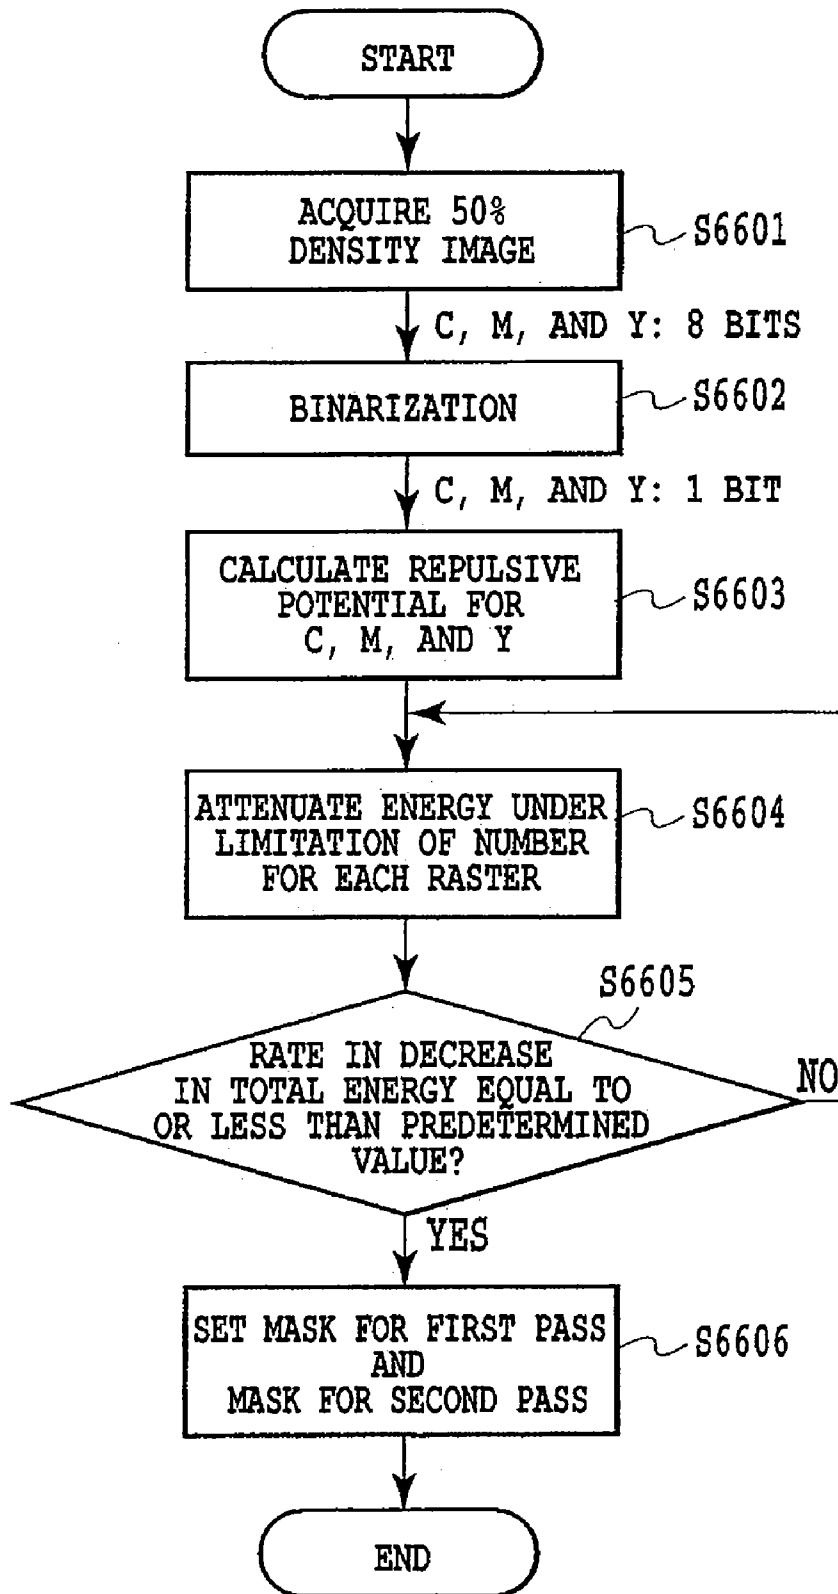 START
ACQUIRE 50%
DENSITY IMAGE
S6601
C, M, AND Y: 8 BITS
BINARIZATION
S6602
C, M, AND Y: 1 BIT
CALCULATE REPULSIVE
POTENTIAL FOR
C, M, AND Y
S6603
ATTENUATE ENERGY UNDER
LIMITATION OF NUMBER
FOR EACH RASTER
S6604
S6605
RATE IN DECREASE
IN TOTAL ENERGY EQUAL TO
OR LESS THAN PREDETERMINED
VALUE?
NO
YES
SET MASK FOR FIRST PASS
AND
MASK FOR SECOND PASS
S6606
END